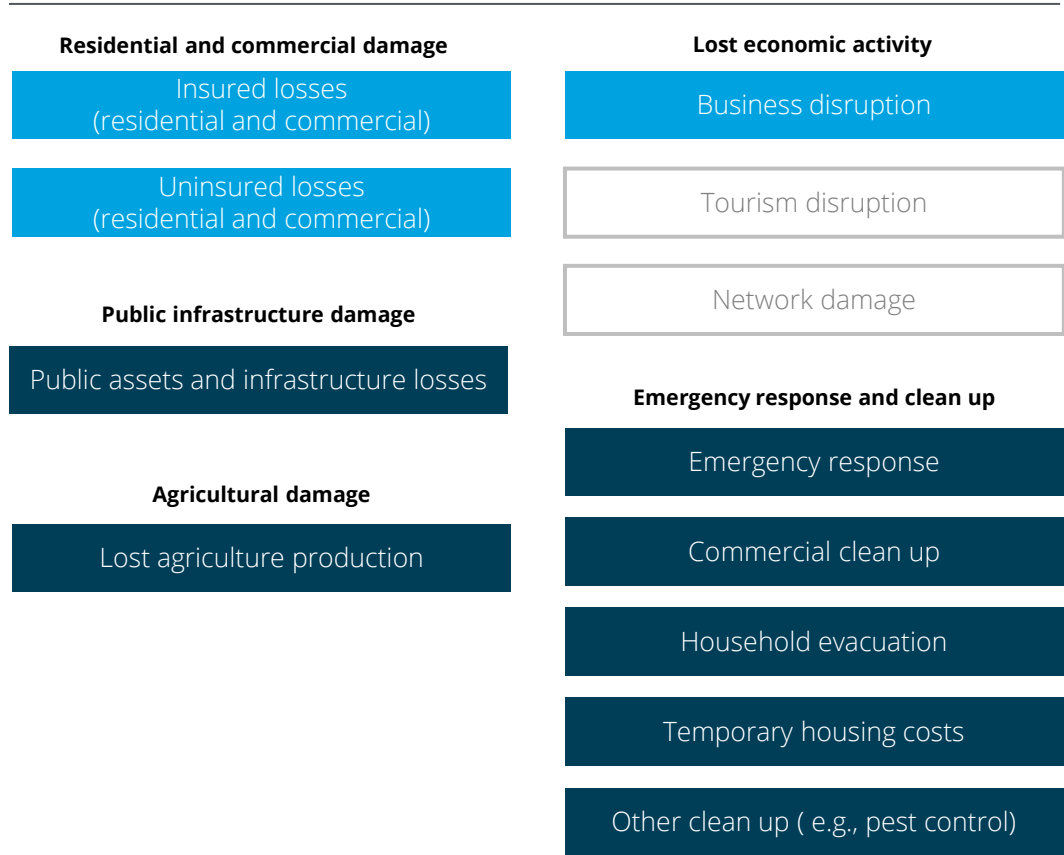 Residential and commercial damage
Insured losses
(residential and commercial)
Uninsured losses
(residential and commercial)
Public infrastructure damage
Public assets and infrastructure losses
Agricultural damage
Lost agriculture production
Lost economic activity
Business disruption
Tourism disruption
Network damage
Emergency response and clean up
Emergency response
Commercial clean up
Household evacuation
Temporary housing costs
Other clean up ( e.g., pest control)